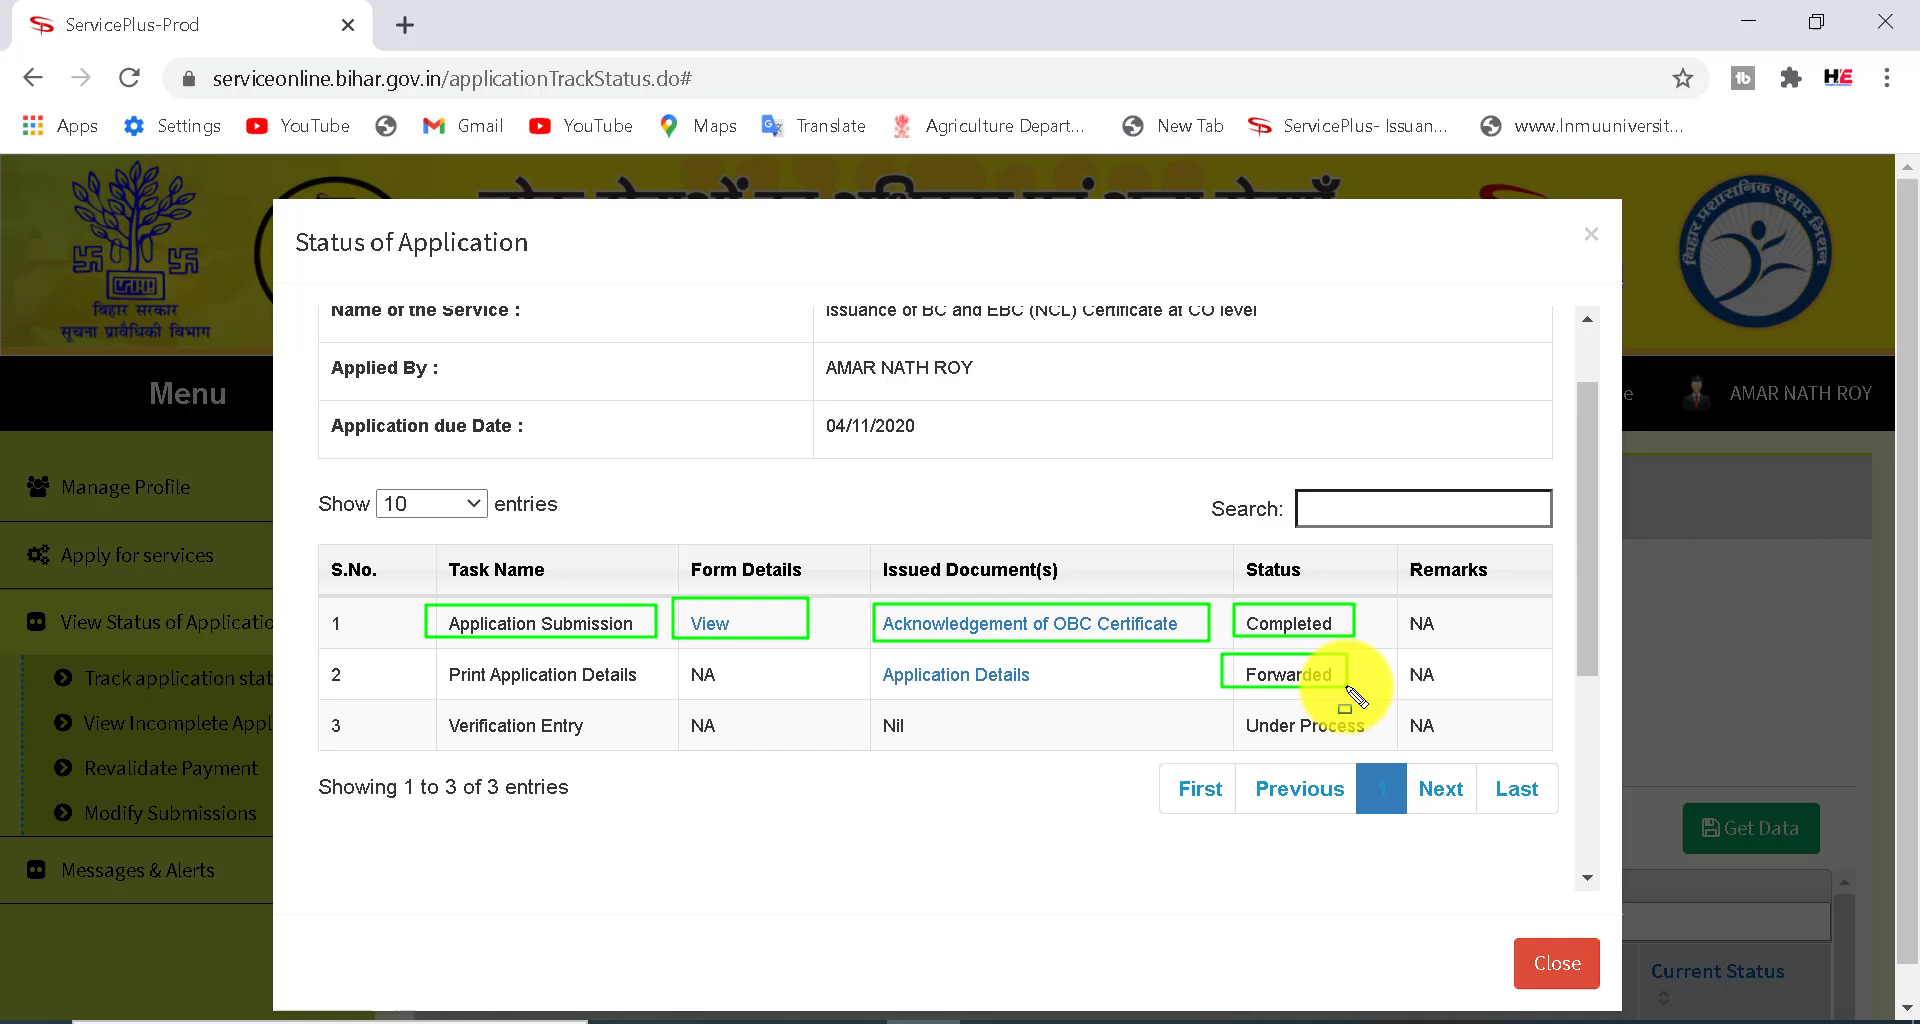 ServicePlus-Prod
serviceonline.bihar.gov.in/applicationTrackStatus.do#
Apps Settings YouTube Gmail YouTube Maps Translate Agriculture Depart... New Tab ServicePlus- Issuan... www.lnmuuniversit...
बिहार सरकार
सूचना प्रावैधिकी विभाग
बिहार प्रशासनिक सुधार मिशन
Status of Application ×
Menu
e AMAR NATH ROY
Manage Profile
Apply for services
View Status of Applicatio
Track application stat
View Incomplete Appl
Revalidate Payment
Modify Submissions
Messages & Alerts
Name of the Service : Issuance of BC and EBC (NCL) Certificate at CO level
Applied By : AMAR NATH ROY
Application due Date : 04/11/2020
Show 10 entries Search:
S.No. Task Name Form Details Issued Document(s) Status Remarks
1 Application Submission View Acknowledgement of OBC Certificate Completed NA
2 Print Application Details NA Application Details Forwarded NA
3 Verification Entry NA Nil Under Process NA
Showing 1 to 3 of 3 entries First Previous 1 Next Last
Get Data
Close
Current Status